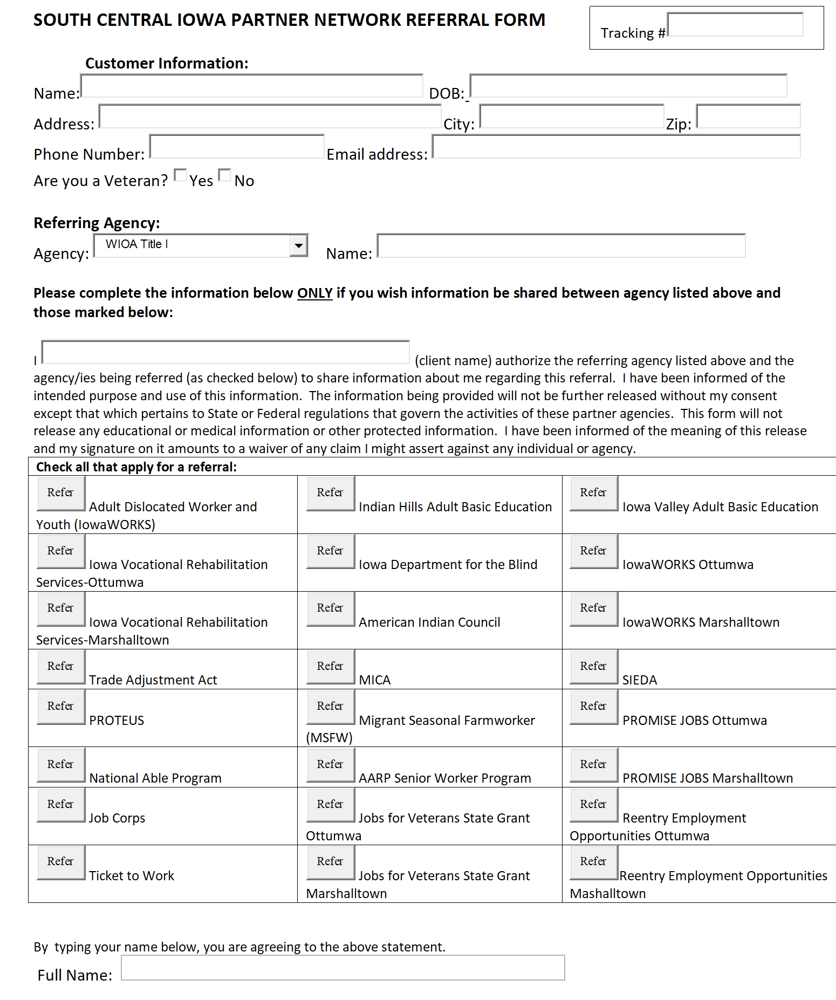 SOUTH CENTRAL IOWA PARTNER NETWORK REFERRAL FORM
Tracking #
Customer Information:
Name: DOB:
Address: City: Zip:
Phone Number: Email address:
Are you a Veteran? Yes No
Referring Agency:
Agency: WIOA Title I Name:
Please complete the information below ONLY if you wish information be shared between agency listed above and
those marked below:
I (client name) authorize the referring agency listed above and the
agency/ies being referred (as checked below) to share information about me regarding this referral.  I have been informed of the
intended purpose and use of this information.  The information being provided will not be further released without my consent
except that which pertains to State or Federal regulations that govern the activities of these partner agencies.  This form will not
release any educational or medical information or other protected information.  I have been informed of the meaning of this release
and my signature on it amounts to a waiver of any claim I might assert against any individual or agency.
Check all that apply for a referral:
Refer Adult Dislocated Worker and
Youth (IowaWORKS)
Refer Indian Hills Adult Basic Education
Refer Iowa Valley Adult Basic Education
Refer Iowa Vocational Rehabilitation
Services-Ottumwa
Refer Iowa Department for the Blind
Refer IowaWORKS Ottumwa
Refer Iowa Vocational Rehabilitation
Services-Marshalltown
Refer American Indian Council
Refer IowaWORKS Marshalltown
Refer Trade Adjustment Act
Refer MICA
Refer SIEDA
Refer PROTEUS
Refer Migrant Seasonal Farmworker
(MSFW)
Refer PROMISE JOBS Ottumwa
Refer National Able Program
Refer AARP Senior Worker Program
Refer PROMISE JOBS Marshalltown
Refer Job Corps
Refer Jobs for Veterans State Grant
Ottumwa
Refer Reentry Employment
Opportunities Ottumwa
Refer Ticket to Work
Refer Jobs for Veterans State Grant
Marshalltown
Refer Reentry Employment Opportunities
Mashalltown
By  typing your name below, you are agreeing to the above statement.
Full Name: